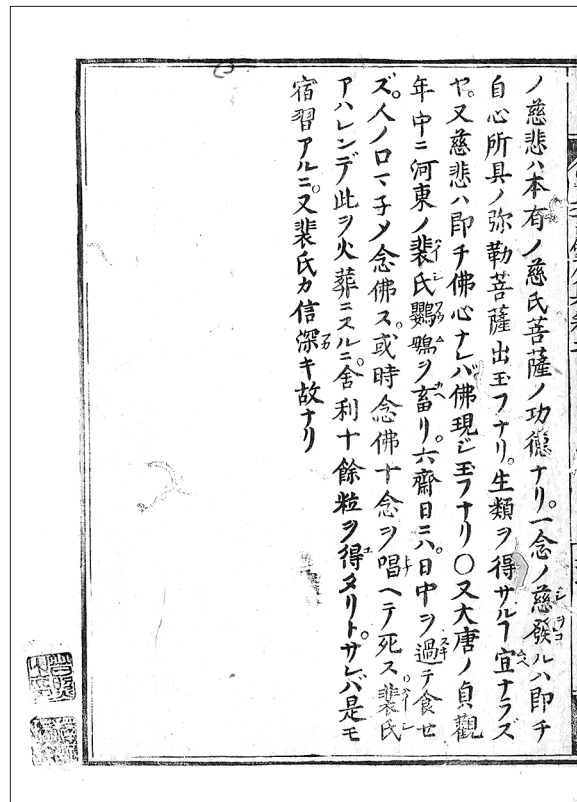 ノ慈悲ハ本有ノ慈氏菩薩ノ功德ナリ。一念ノ慈發ルハ即チ
自心所具ノ弥勒菩薩出玉フナリ。生類ヲ得サルヿ宜ナラズ
ヤ。又慈悲ハ即チ佛心ナレバ佛現ジ玉フナリ〇又大唐ノ貞觀
年中ニ河東ノ裴氏鸚鵡ヲ畜リ。六齋日ニハ。日中ヲ過テ食セ
ズ。人ノ口マ子メ念佛ス。或時念佛十念ヲ唱ヘテ死ス裴氏
アハレンデ此ヲ火葬ニスルニ。舍利十餘粒ヲ得タリト。サレバ是モ
宿習アルニ。又裴氏カ信深キ故ナリ